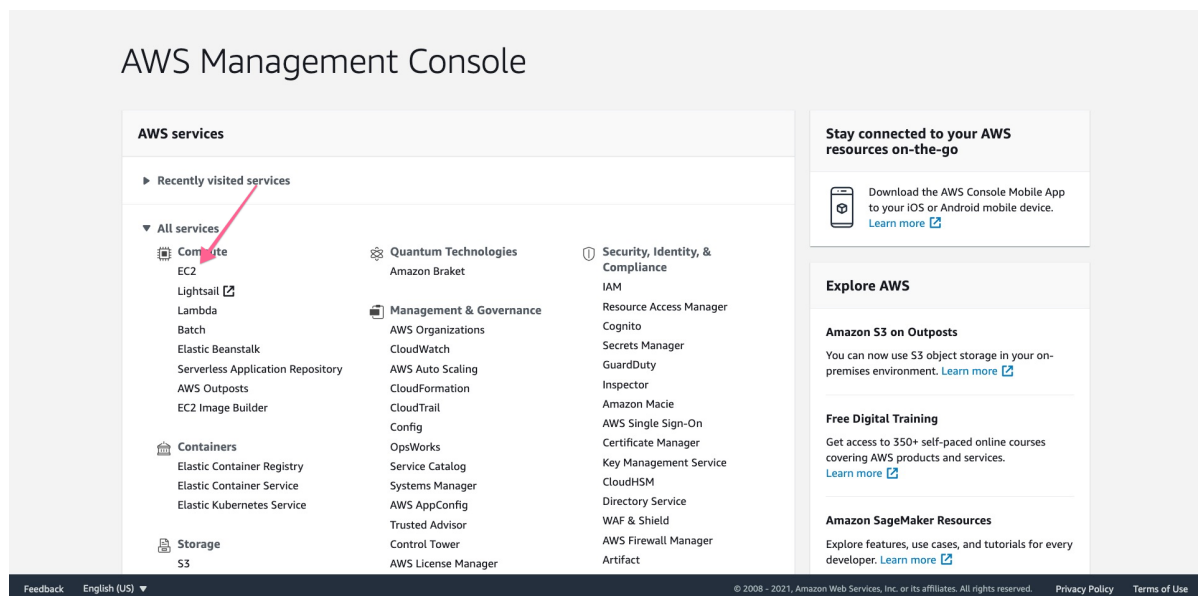 AWS Management Console
AWS services
Recently visited services
All services
Compute
EC2
Lightsail
Lambda
Batch
Elastic Beanstalk
Serverless Application Repository
AWS Outposts
EC2 Image Builder
Containers
Elastic Container Registry
Elastic Container Service
Elastic Kubernetes Service
Storage
S3
Quantum Technologies
Amazon Braket
Management & Governance
AWS Organizations
CloudWatch
AWS Auto Scaling
CloudFormation
CloudTrail
Config
OpsWorks
Service Catalog
Systems Manager
AWS AppConfig
Trusted Advisor
Control Tower
AWS License Manager
Security, Identity, &
Compliance
IAM
Resource Access Manager
Cognito
Secrets Manager
GuardDuty
Inspector
Amazon Macie
AWS Single Sign-On
Certificate Manager
Key Management Service
CloudHSM
Directory Service
WAF & Shield
AWS Firewall Manager
Artifact
Stay connected to your AWS
resources on-the-go
Download the AWS Console Mobile App
to your iOS or Android mobile device.
Learn more
Explore AWS
Amazon S3 on Outposts
You can now use S3 object storage in your on-
premises environment. Learn more
Free Digital Training
Get access to 350+ self-paced online courses
covering AWS products and services.
Learn more
Amazon SageMaker Resources
Explore features, use cases, and tutorials for every
developer. Learn more
Feedback English (US) © 2008 - 2021, Amazon Web Services, Inc. or its affiliates. All rights reserved. Privacy Policy Terms of Use